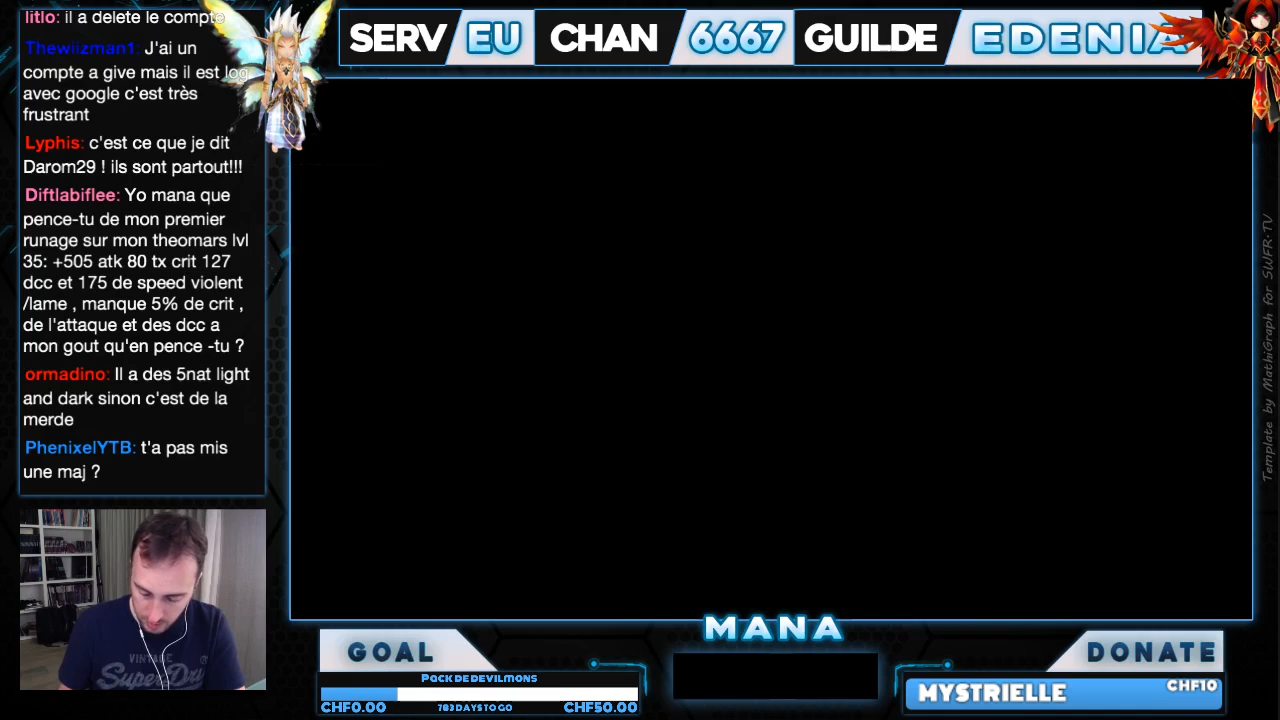 litlo: il a delete le compte
Thewiizman1: J'ai un
compte a give mais il est log
avec google c'est très
frustrant
Lyphis: c'est ce que je dit
Darom29 ! ils sont partout!!!
Diftlabiflee: Yo mana que
pence-tu de mon premier
runage sur mon theomars lvl
35: +505 atk 80 tx crit 127
dcc et 175 de speed violent
/lame , manque 5% de crit ,
de l'attaque et des dcc a
mon gout qu'en pence -tu ?
ormadino: Il a des 5nat light
and dark sinon c'est de la
merde
PhenixelYTB: t'a pas mis
une maj ?
SERV EU CHAN 6667 GUILDE EDENIA
Template by MathiGraph for SWFR.TV
VINTAGE
SuperDry
MANA
GOAL
PACK DE DEVILMONS
CHF0.00 783 DAYS TO GO CHF50.00
DONATE
MYSTRIELLE CHF10